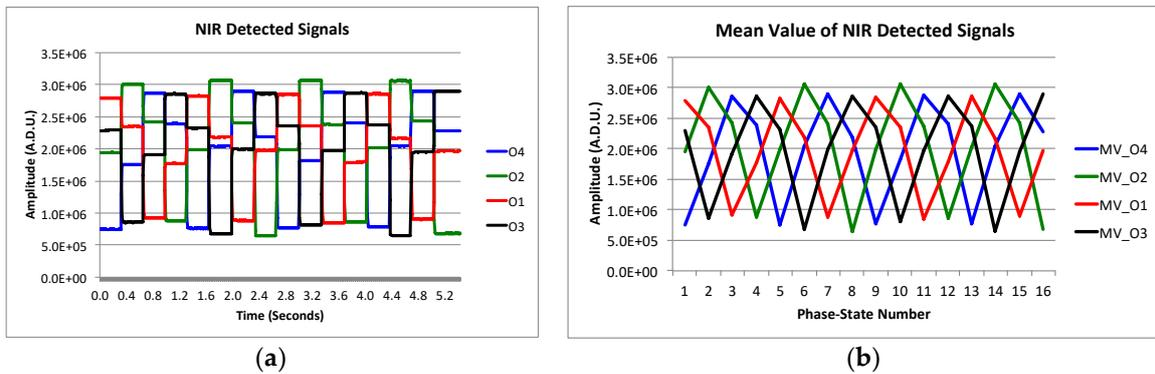 NIR Detected Signals
Amplitude (A.D.U.)
3.5E+06
3.0E+06
2.5E+06
2.0E+06
1.5E+06
1.0E+06
5.0E+05
0.0E+00
0.0 0.4 0.8 1.2 1.6 2.0 2.4 2.8 3.2 3.6 4.0 4.4 4.8 5.2
Time (Seconds)
O4
O2
O1
O3
(a)
Mean Value of NIR Detected Signals
Amplitude (A.D.U.)
3.5E+06
3.0E+06
2.5E+06
2.0E+06
1.5E+06
1.0E+06
5.0E+05
0.0E+00
1 2 3 4 5 6 7 8 9 10 11 12 13 14 15 16
Phase-State Number
MV_O4
MV_O2
MV_O1
MV_O3
(b)